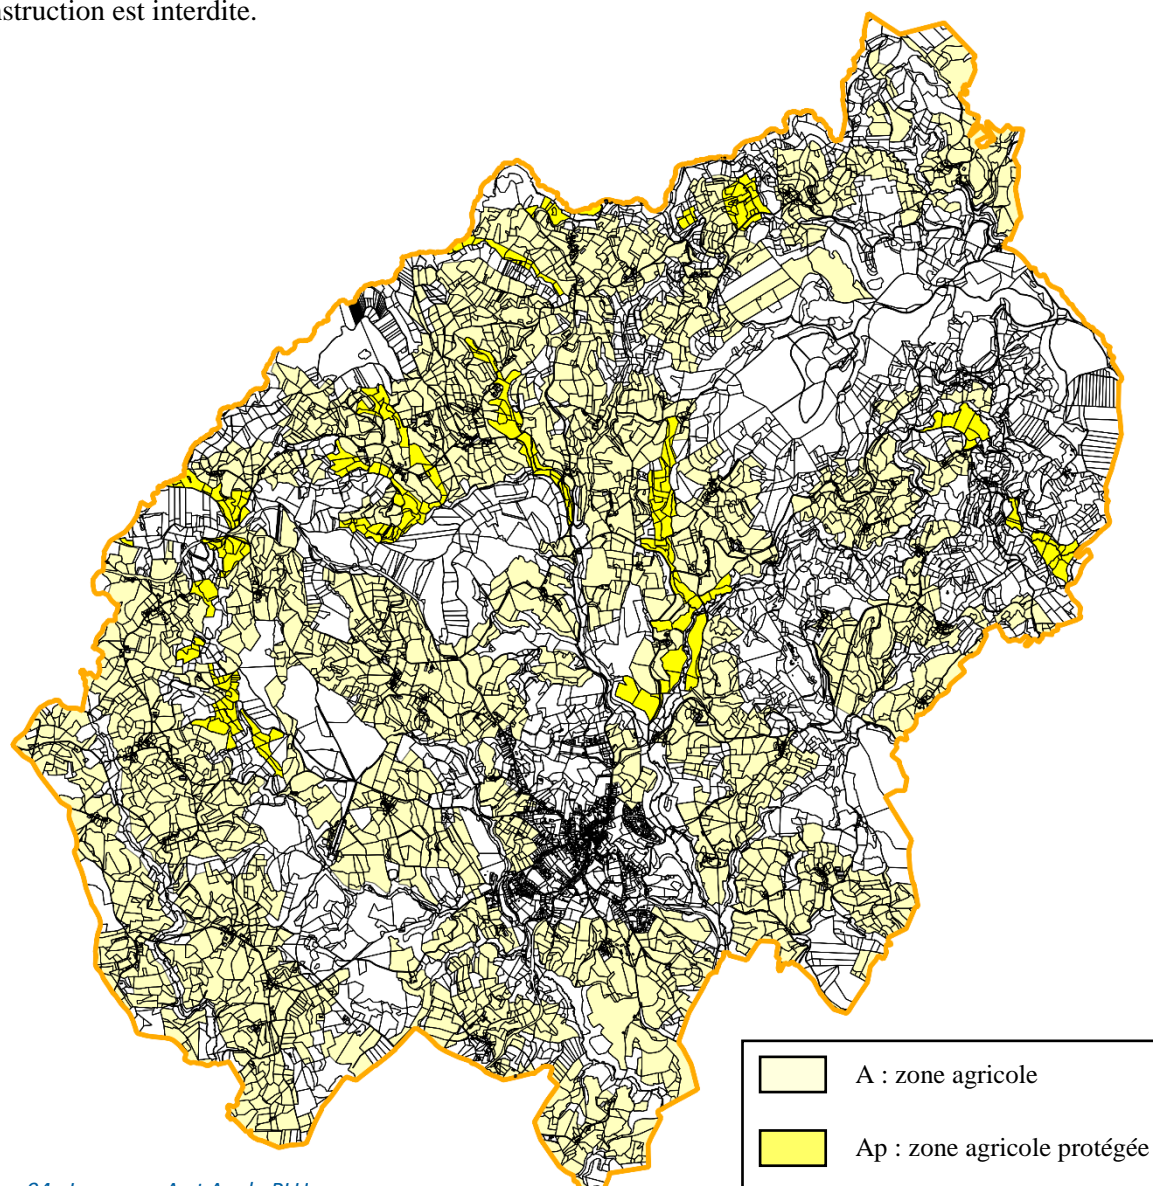 nstruction est interdite.
A : zone agricole
Ap : zone agricole protégée